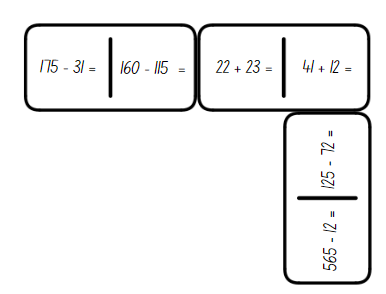 175 - 31 =
160 - 115 =
22 + 23 =
41 + 12 =
125 - 72 =
565 - 12 =